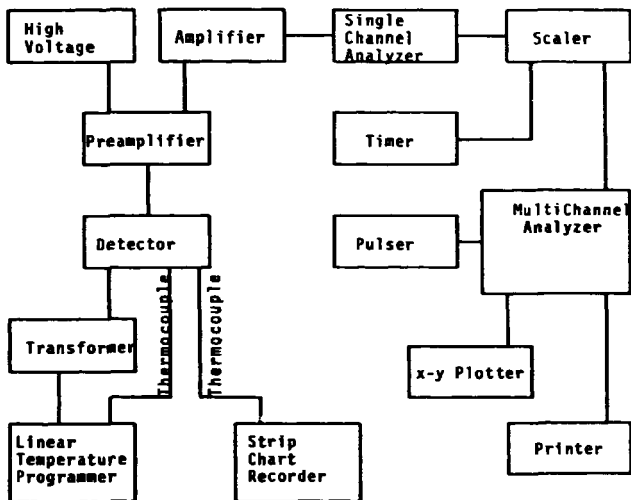 High
Voltage
Amplifier
Single
Channel
Analyzer
Scaler
Preamplifier
Timer
Detector
Pulser
MultiChannel
Analyzer
Thermocouple
Thermocouple
Transformer
x-y Plotter
Linear
Temperature
Programmer
Strip
Chart
Recorder
Printer